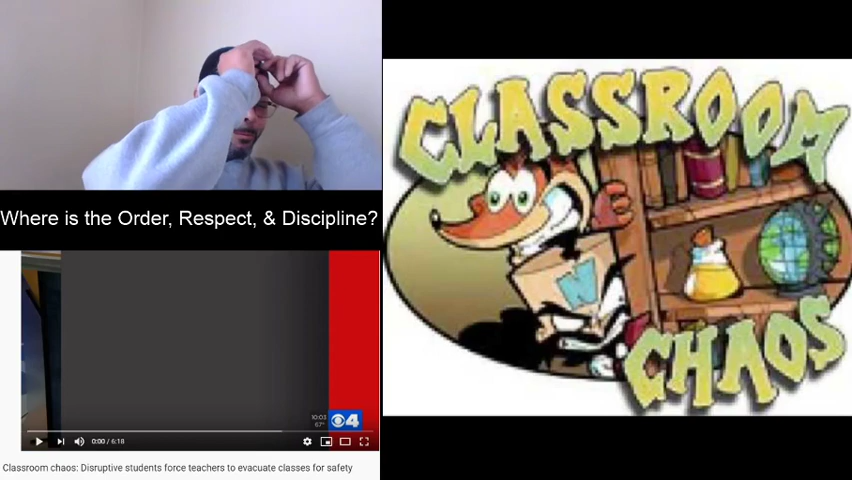 Where is the Order, Respect, & Discipline?
10:03
67°
4
0:00 / 6:18
Classroom chaos: Disruptive students force teachers to evacuate classes for safety
CLASSROOM
W
CHAOS